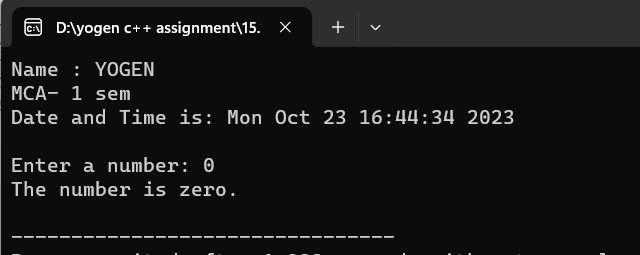 D:\yogen c++ assignment\15.
Name : YOGEN
MCA- 1 sem
Date and Time is: Mon Oct 23 16:44:34 2023
Enter a number: 0
The number is zero.
--------------------------------